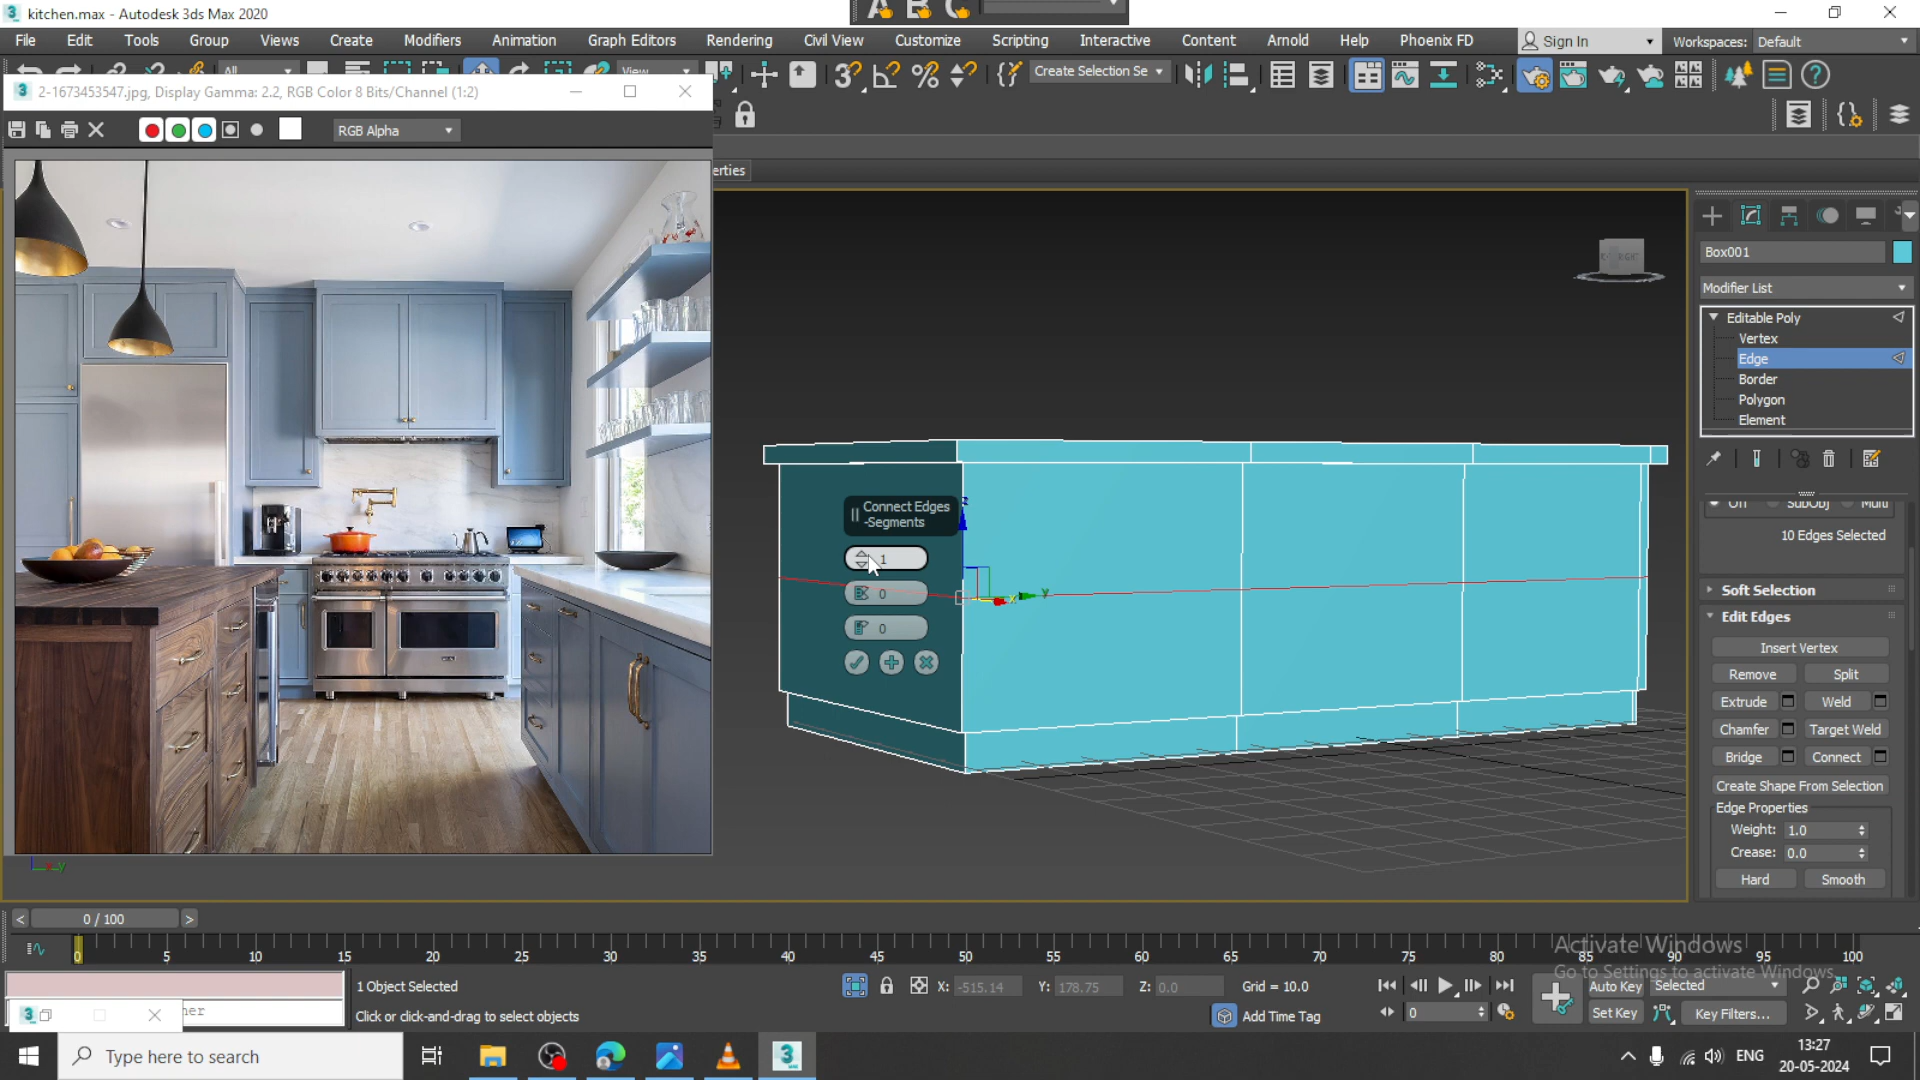 kitchen.max - Autodesk 3ds Max 2020
File Edit Tools Group Views Create Modifiers Animation Graph Editors Rendering Civil View Customize Scripting Interactive Content Arnold Help Phoenix FD
Sign In
Workspaces: Default
All
View
Create Selection Se
2-1673453547.jpg, Display Gamma: 2.2, RGB Color 8 Bits/Channel (1:2)
RGB Alpha
erties
Box001
Modifier List
Editable Poly
Vertex
Edge
Border
Polygon
Element
Off SubObj Multi
10 Edges Selected
Soft Selection
Edit Edges
Insert Vertex
Remove Split
Extrude Weld
Chamfer Target Weld
Bridge Connect
Create Shape From Selection
Edge Properties
Weight: 1.0
Crease: 0.0
Hard Smooth
Connect Edges
-Segments
1
0
0
z
y
x
y
< 0 / 100 >
0 5 10 15 20 25 30 35 40 45 50 55 60 65 70 75 80 85 90 95 100
Activate Windows
Go to Settings to activate Windows.
1 Object Selected
Click or click-and-drag to select objects
X: -515.14 Y: 178.75 Z: 0.0 Grid = 10.0
Add Time Tag
0
Auto Key Selected
Set Key Key Filters...
ner
Type here to search
ENG
13:27
20-05-2024